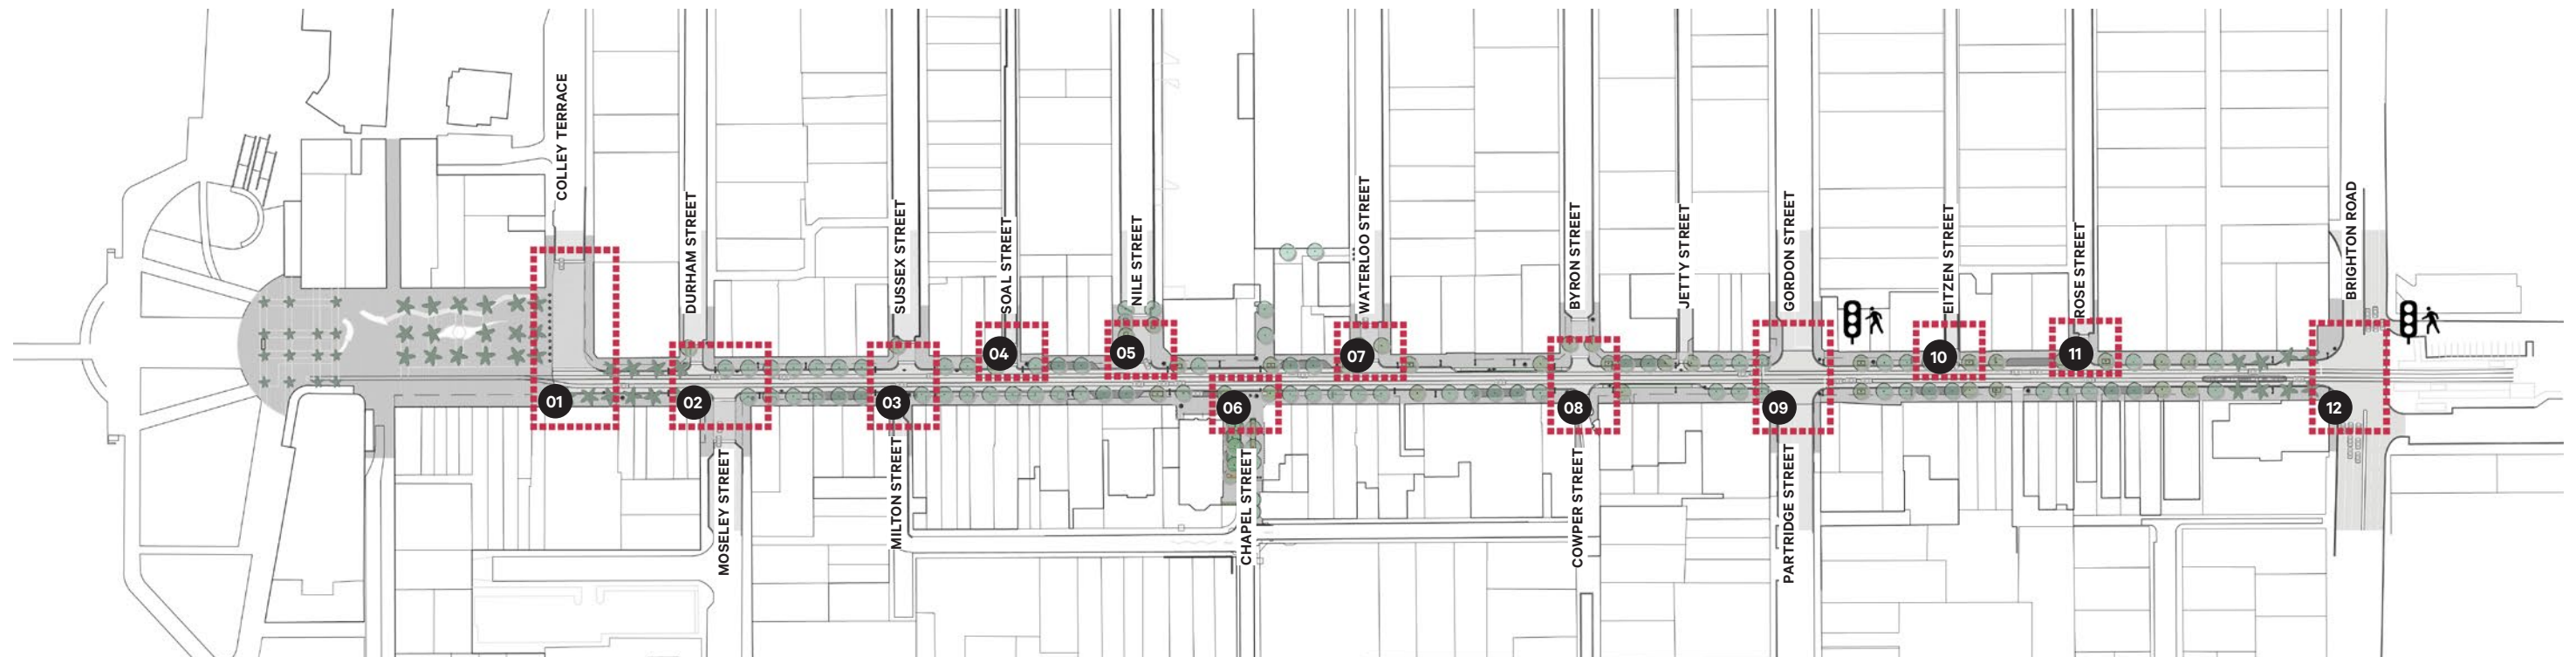 COLLEY TERRACE
DURHAM STREET
SUSSEX STREET
SOAL STREET
NILE STREET
WATERLOO STREET
BYRON STREET
JETTY STREET
GORDON STREET
EITZEN STREET
ROSE STREET
BRIGHTON ROAD
01
02
03
04
05
06
07
08
09
10
11
12
MOSELEY STREET
MILTON STREET
CHAPEL STREET
COWPER STREET
PARTRIDGE STREET